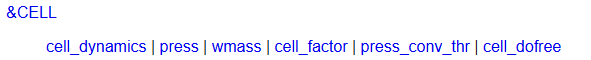 &CELL
cell_dynamics | press | wmass | cell_factor | press_conv_thr | cell_dofree